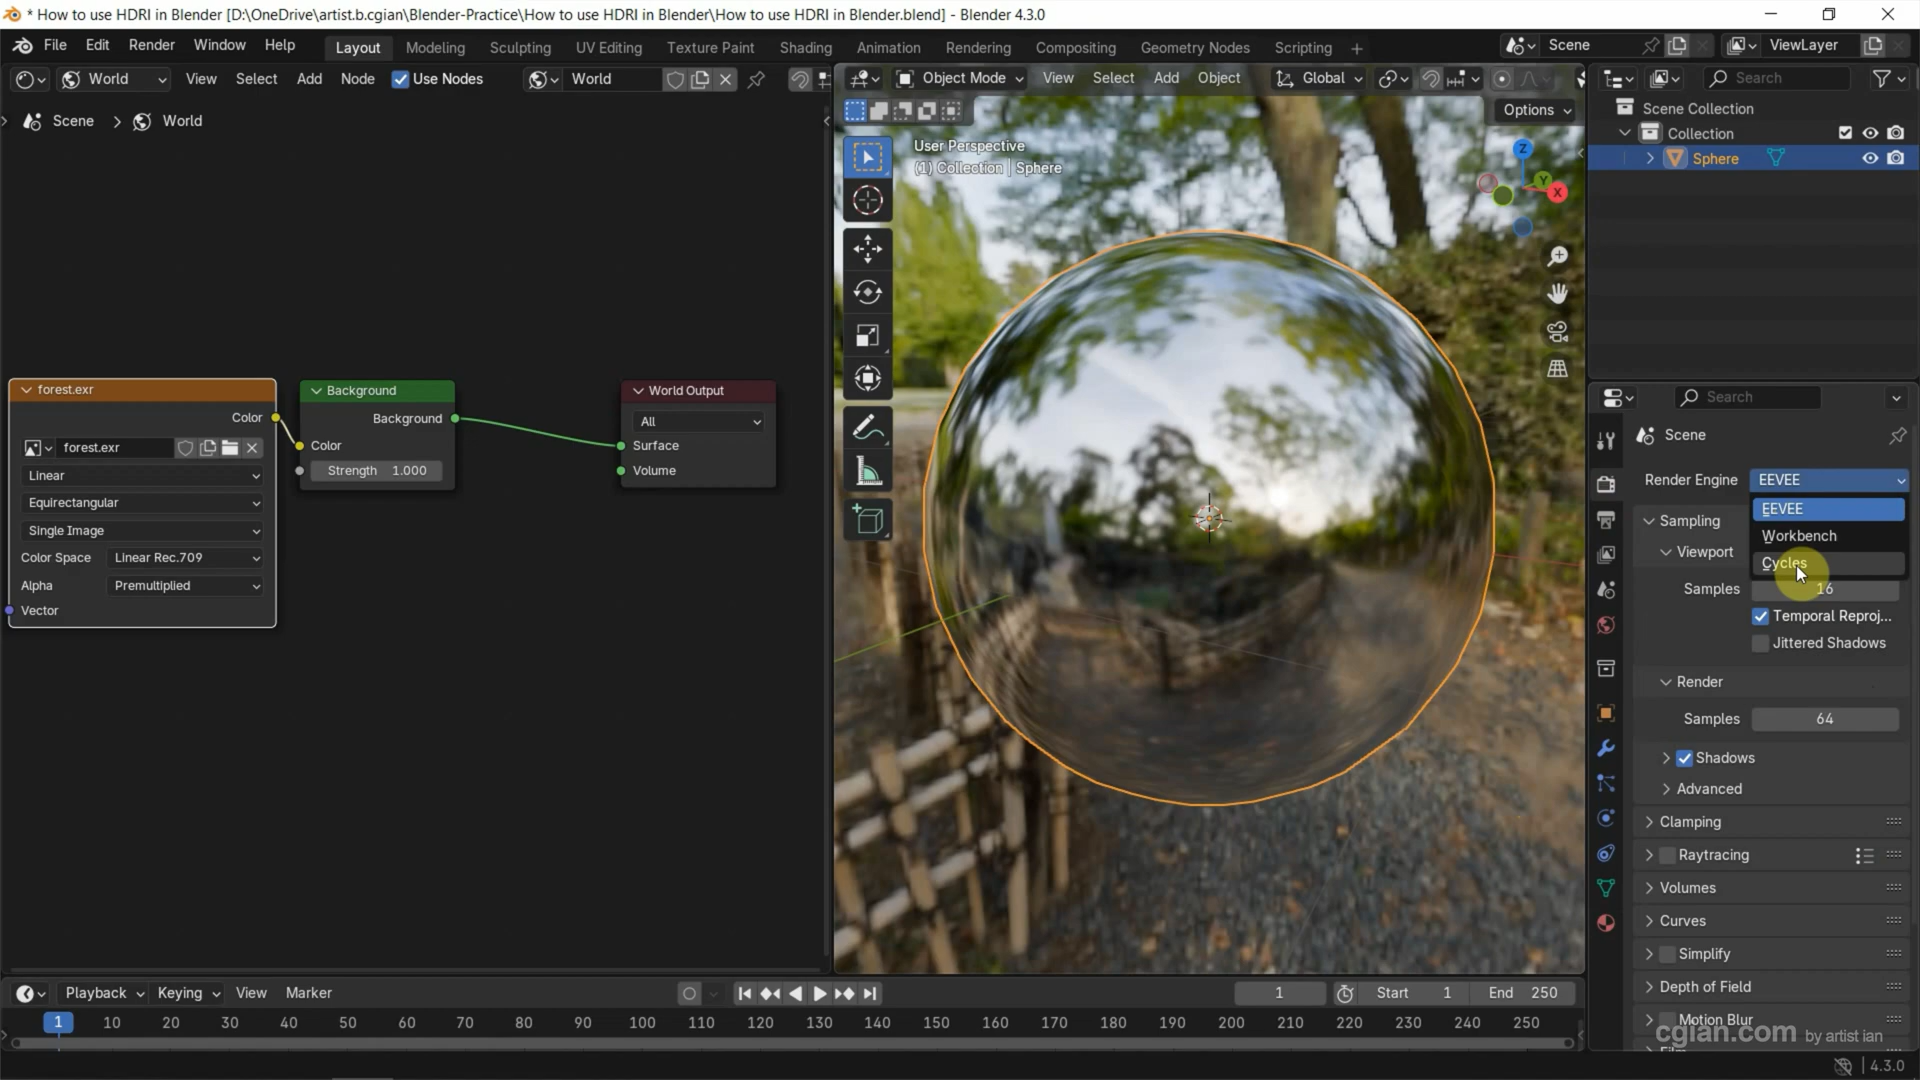 * How to use HDRI in Blender [D:\OneDrive\artist.b.cgian\Blender-Practice\How to use HDRI in Blender\How to use HDRI in Blender.blend] - Blender 4.3.0
File Edit Render Window Help Layout Modeling Sculpting UV Editing Texture Paint Shading Animation Rendering Compositing Geometry Nodes Scripting + Scene ViewLayer
World View Select Add Node Use Nodes World
Object Mode View Select Add Object Global
Search
Scene > World
Options
User Perspective
(1) Collection | Sphere
Z
Y
X
Scene Collection
Collection
Sphere
forest.exr
Color
forest.exr
Linear
Equirectangular
Single Image
Color Space Linear Rec.709
Alpha Premultiplied
Vector
Background
Background
Color
Strength 1.000
World Output
All
Surface
Volume
Search
Scene
Render Engine EEVEE
EEVEE
Workbench
Cycles
Sampling
Viewport
Samples 16
Temporal Reproj...
Jittered Shadows
Render
Samples 64
Shadows
Advanced
Clamping
Raytracing
Volumes
Curves
Simplify
Depth of Field
Motion Blur
Playback Keying View Marker
1 Start 1 End 250
1 10 20 30 40 50 60 70 80 90 100 110 120 130 140 150 160 170 180 190 200 210 220 230 240 250
cgian.com by artist ian
4.3.0